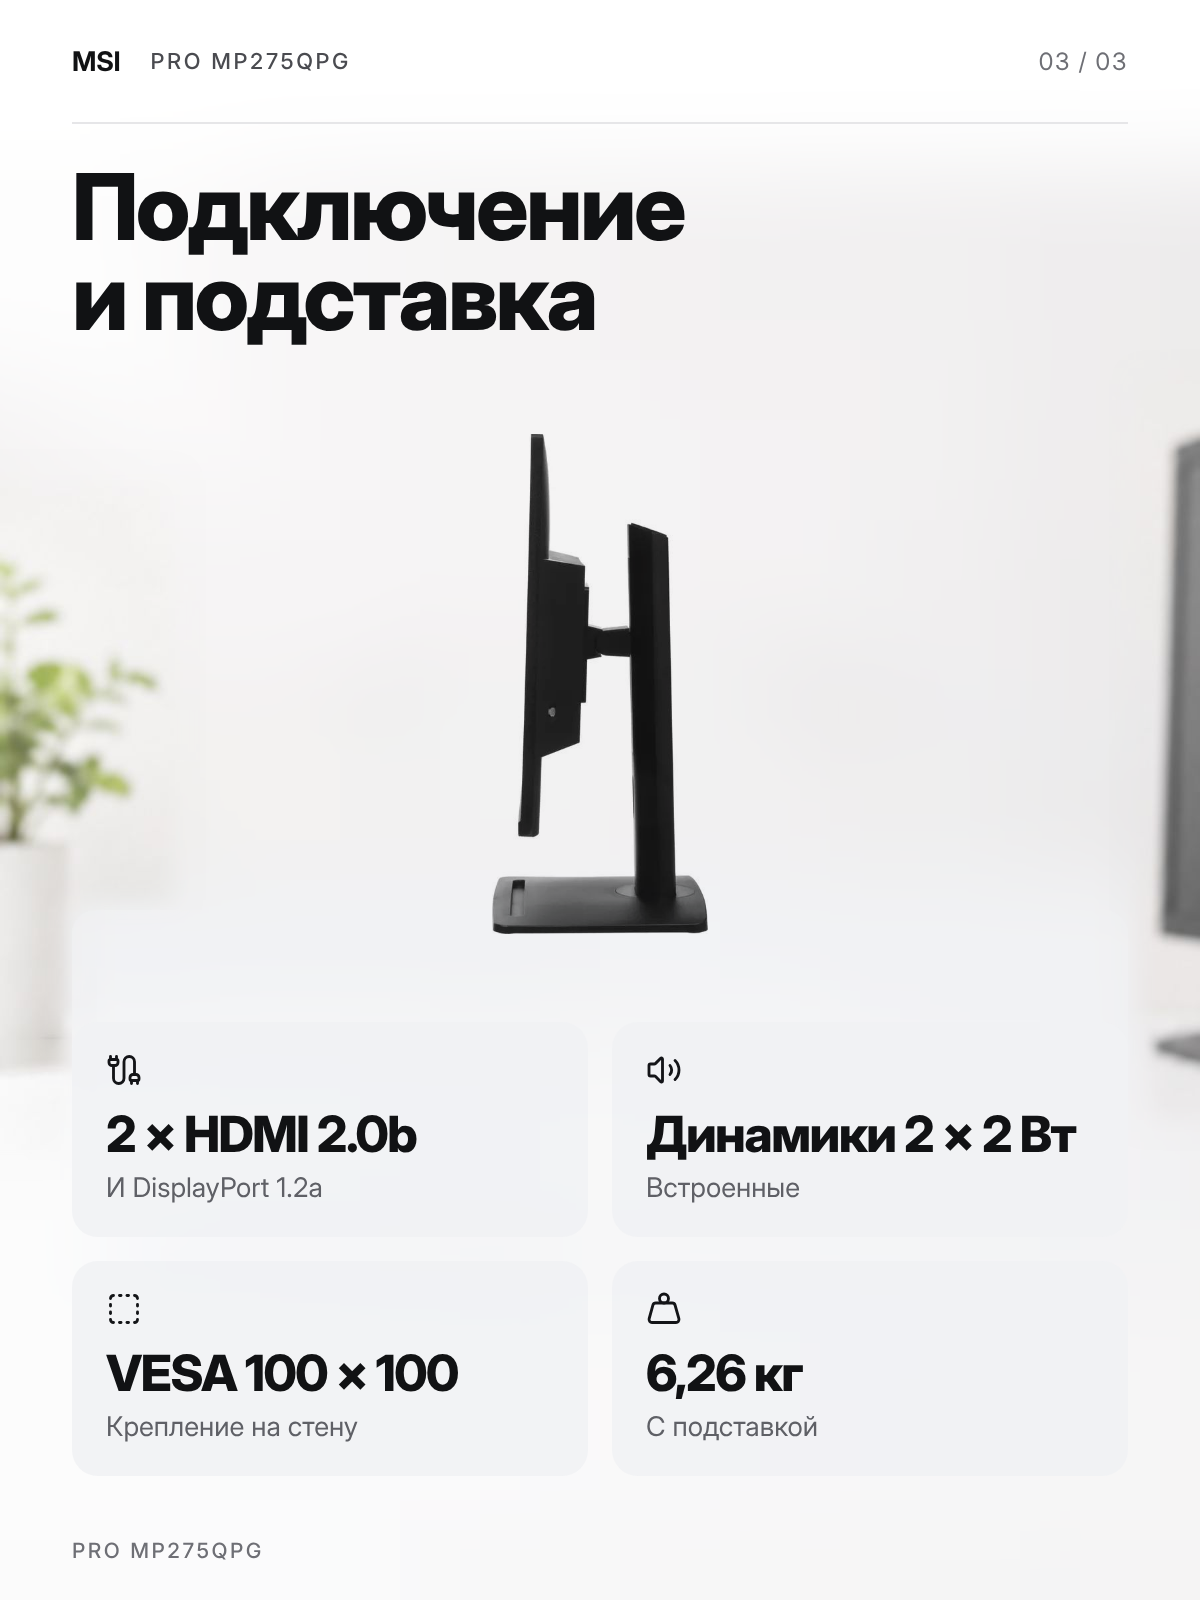 MSI PRO MP275QPG 03 / 03
Подключение
и подставка
2 × HDMI 2.0b
И DisplayPort 1.2a
Динамики 2 × 2 Вт
Встроенные
VESA 100 × 100
Крепление на стену
6,26 кг
С подставкой
PRO MP275QPG